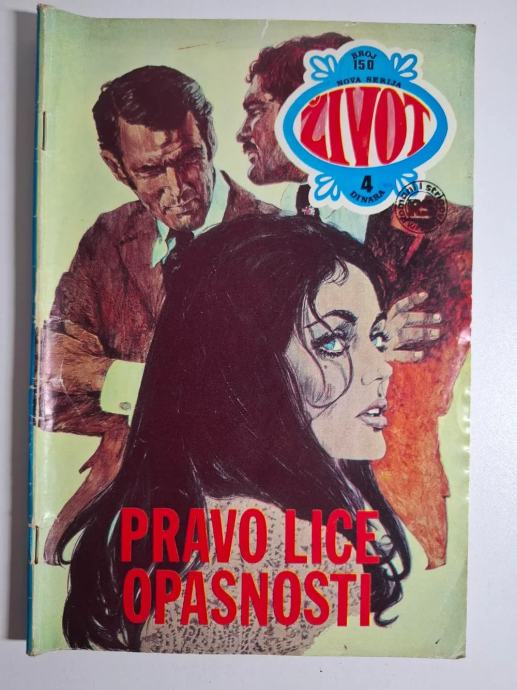 BROJ
150
NOVA SERIJA
ŽIVOT
4
DINARA
PRAVO LICE
OPASNOSTI